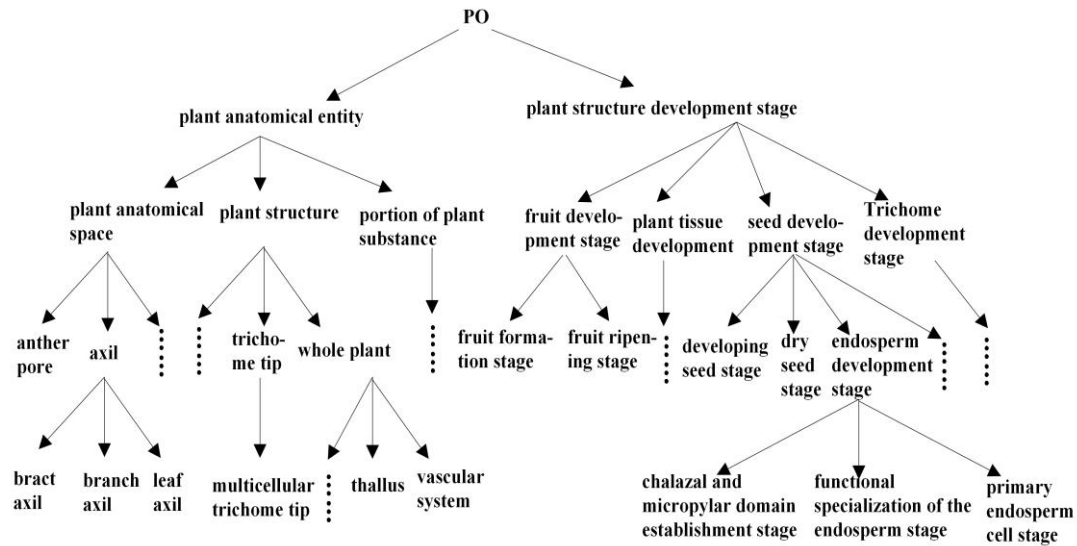 PO
plant anatomical entity
plant structure development stage
plant anatomical
space
plant structure
portion of plant
substance
fruit develo-
pment stage
plant tissue
development
seed develo-
pment stage
Trichome
development
stage
anther
pore
axil
tricho-
me tip
whole plant
fruit forma-
tion stage
fruit ripen-
ing stage
developing
seed stage
dry
seed
stage
endosperm
development
stage
bract
axil
branch
axil
leaf
axil
multicellular
trichome tip
thallus
vascular
system
chalazal and
micropylar domain
establishment stage
functional
specialization of the
endosperm stage
primary
endosperm
cell stage